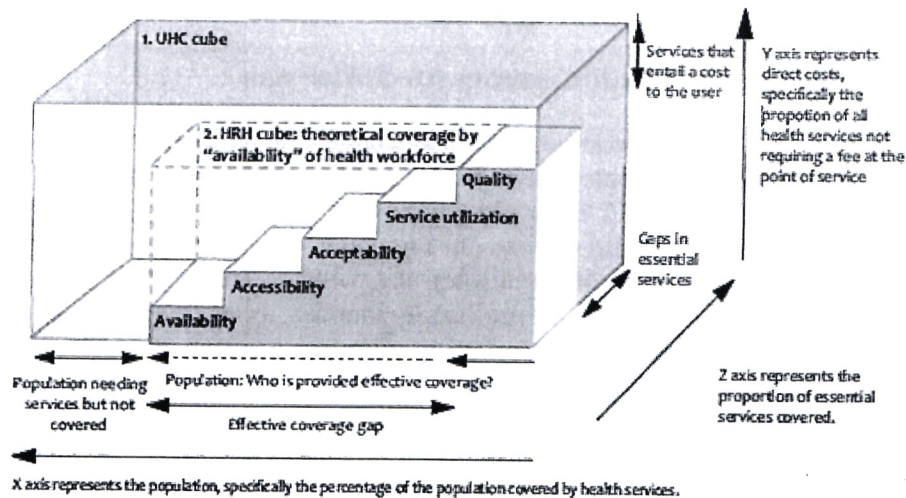 1. UHC cube
Services that
entail a cost
to the user
Y axis represents
direct costs,
specifically the
propotion of all
health services not
requiring a fee at the
point of service
2. HRH cube: theoretical coverage by
"availability" of health workforce
Quality
Service utilization
Acceptability
Accessibility
Availability
Gaps in
essential
services
Population needing
services but not
covered
Population: Who is provided effective coverage?
Effective coverage gap
Z axis represents the
proportion of essential
services covered.
X axis represents the population, specifically the percentage of the population covered by health services.